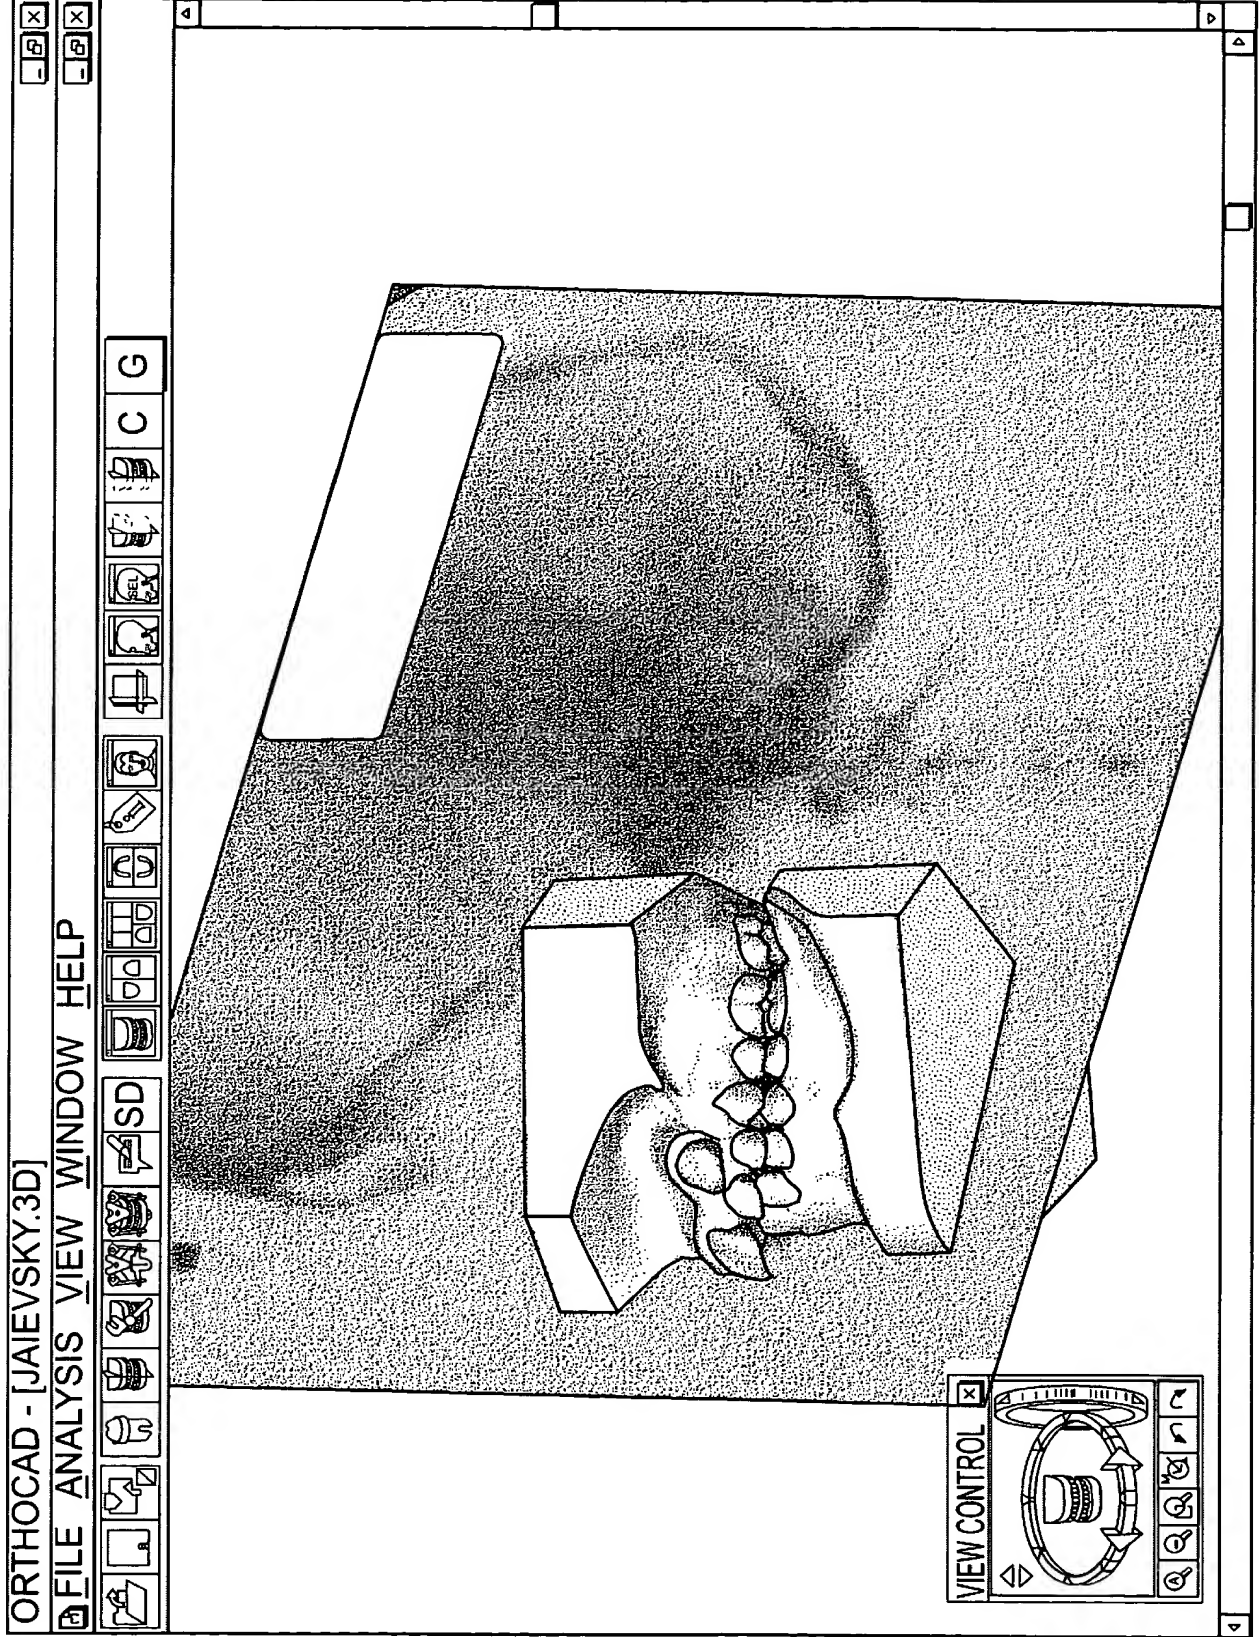 ORTHOCAD - [JAIEVSKY.3D]
FILE ANALYSIS VIEW WINDOW HELP
SD SEL C G
VIEW CONTROL
A M